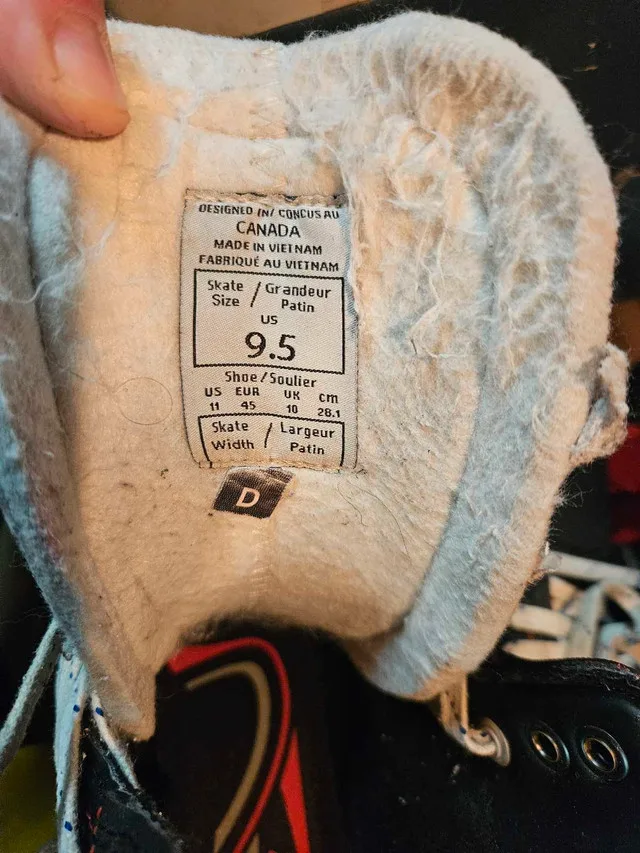 DESIGNED IN/ CONCUS AU
CANADA
MADE IN VIETNAM
FABRIQUÉ AU VIETNAM
Skate Size / Grandeur Patin
US
9.5
Shoe/Soulier
US EUR UK cm
11 45 10 28.1
Skate Width / Largeur Patin
D